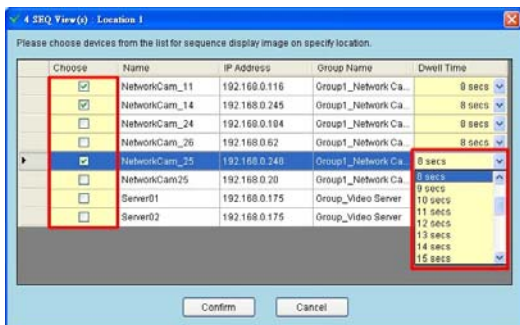 4 SEQ View(s) : Location 1
Please choose devices from the list for sequence display image on specify location.
Choose Name IP Address Group Name Dwell Time
NetworkCam_11 192.168.0.116 Group1_Network Ca... 8 secs
NetworkCam_14 192.168.0.245 Group1_Network Ca... 8 secs
NetworkCam_24 192.168.0.184 Group1_Network Ca... 8 secs
NetworkCam_26 192.168.0.62 Group1_Network Ca... 8 secs
NetworkCam_25 192.168.0.248 Group1_Network Ca... 8 secs
NetworkCam25 192.168.0.20 Group1_Network Ca... 8 secs
Server01 192.168.0.175 Group_Video Server 9 secs
Server02 192.168.0.175 Group_Video Server 10 secs
11 secs
12 secs
13 secs
14 secs
15 secs
Confirm Cancel